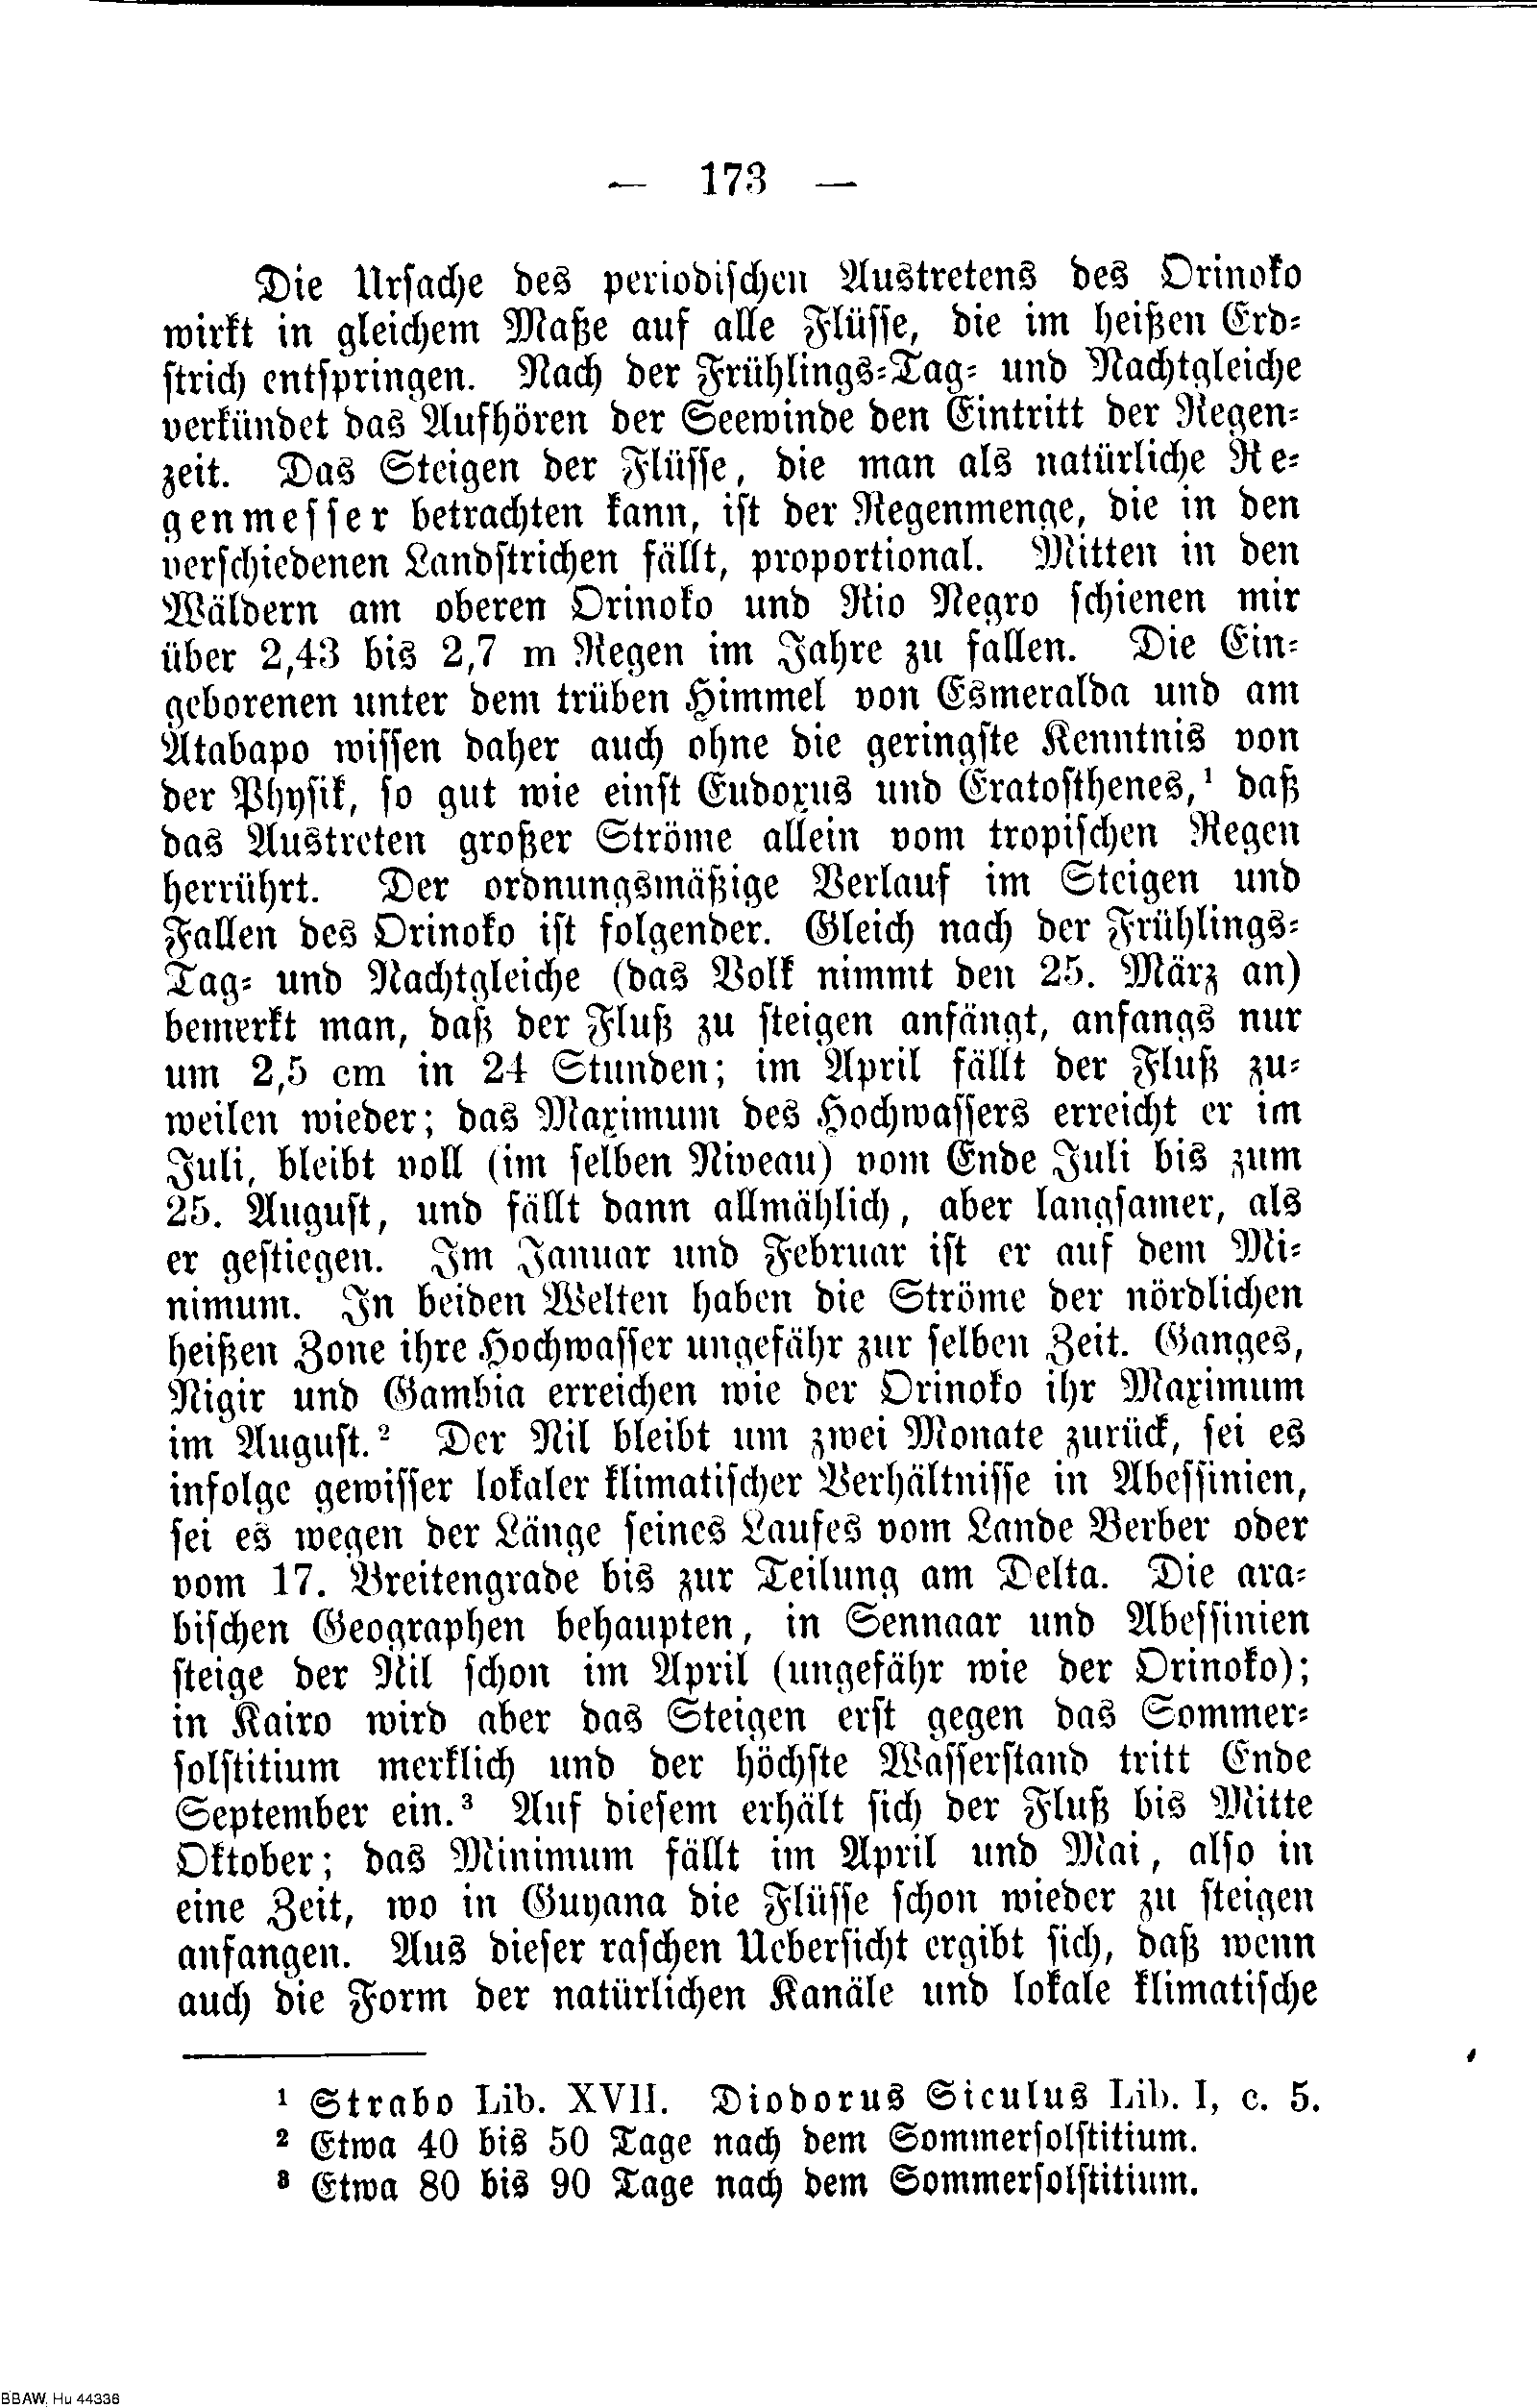 — 173 —
Die Ursache des periodischen Austretens des Orinoko
wirkt in gleichem Maße auf alle Flüsse, die im heißen Erd-
strich entspringen. Nach der Frühlings-Tag- und Nachtgleiche
verkündet das Aufhören der Seewinde den Eintritt der Regen-
zeit. Das Steigen der Flüsse, die man als natürliche Re-
genmesser betrachten kann, ist der Regenmenge, die in den
verschiedenen Landstrichen fällt, proportional. Mitten in den
Wäldern am oberen Orinoko und Rio Negro schienen mir
über 2,43 bis 2,7 m Regen im Jahre zu fallen. Die Ein-
geborenen unter dem trüben Himmel von Esmeralda und am
Atabapo wissen daher auch ohne die geringste Kenntnis von
der Physik, so gut wie einst Eudoxus und Eratosthenes,¹ daß
das Austreten großer Ströme allein vom tropischen Regen
herrührt. Der ordnungsmäßige Verlauf im Steigen und
Fallen des Orinoko ist folgender. Gleich nach der Frühlings-
Tag- und Nachtgleiche (das Volk nimmt den 25. März an)
bemerkt man, daß der Fluß zu steigen anfängt, anfangs nur
um 2,5 cm in 24 Stunden; im April fällt der Fluß zu-
weilen wieder; das Maximum des Hochwassers erreicht er im
Juli, bleibt voll (im selben Niveau) vom Ende Juli bis zum
25. August, und fällt dann allmählich, aber langsamer, als
er gestiegen. Im Januar und Februar ist er auf dem Mi-
nimum. In beiden Welten haben die Ströme der nördlichen
heißen Zone ihre Hochwasser ungefähr zur selben Zeit. Ganges,
Nigir und Gambia erreichen wie der Orinoko ihr Maximum
im August.² Der Nil bleibt um zwei Monate zurück, sei es
infolge gewisser lokaler klimatischer Verhältnisse in Abessinien,
sei es wegen der Länge seines Laufes vom Lande Berber oder
vom 17. Breitengrade bis zur Teilung am Delta. Die ara-
bischen Geographen behaupten, in Sennaar und Abessinien
steige der Nil schon im April (ungefähr wie der Orinoko);
in Kairo wird aber das Steigen erst gegen das Sommer-
solstitium merklich und der höchste Wasserstand tritt Ende
September ein.³ Auf diesem erhält sich der Fluß bis Mitte
Oktober; das Minimum fällt im April und Mai, also in
eine Zeit, wo in Guyana die Flüsse schon wieder zu steigen
anfangen. Aus dieser raschen Uebersicht ergibt sich, daß wenn
auch die Form der natürlichen Kanäle und lokale klimatische
¹ Strabo Lib. XVII. Diodorus Siculus Lib. I, c. 5.
² Etwa 40 bis 50 Tage nach dem Sommersolstitium.
³ Etwa 80 bis 90 Tage nach dem Sommersolstitium.
BBAW, Hu 44336